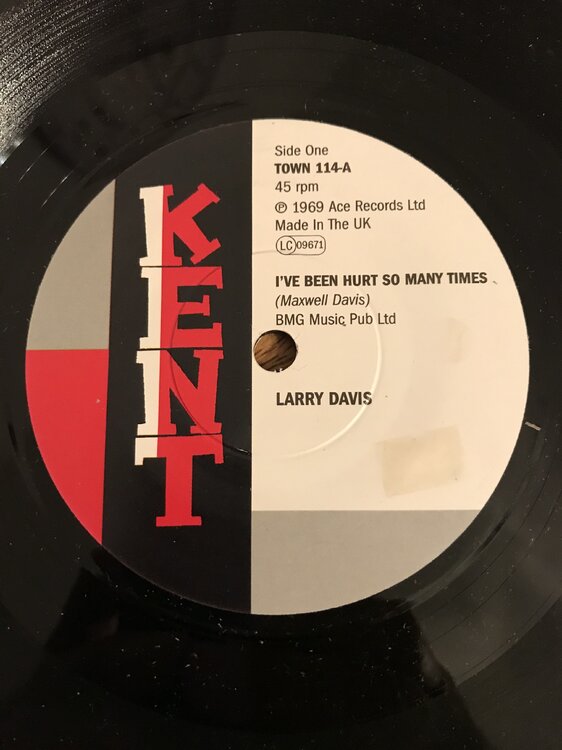 KENT
Side One
TOWN 114-A
45 rpm
℗ 1969 Ace Records Ltd
Made In The UK
LC 09671
I'VE BEEN HURT SO MANY TIMES
(Maxwell Davis)
BMG Music Pub Ltd
LARRY DAVIS